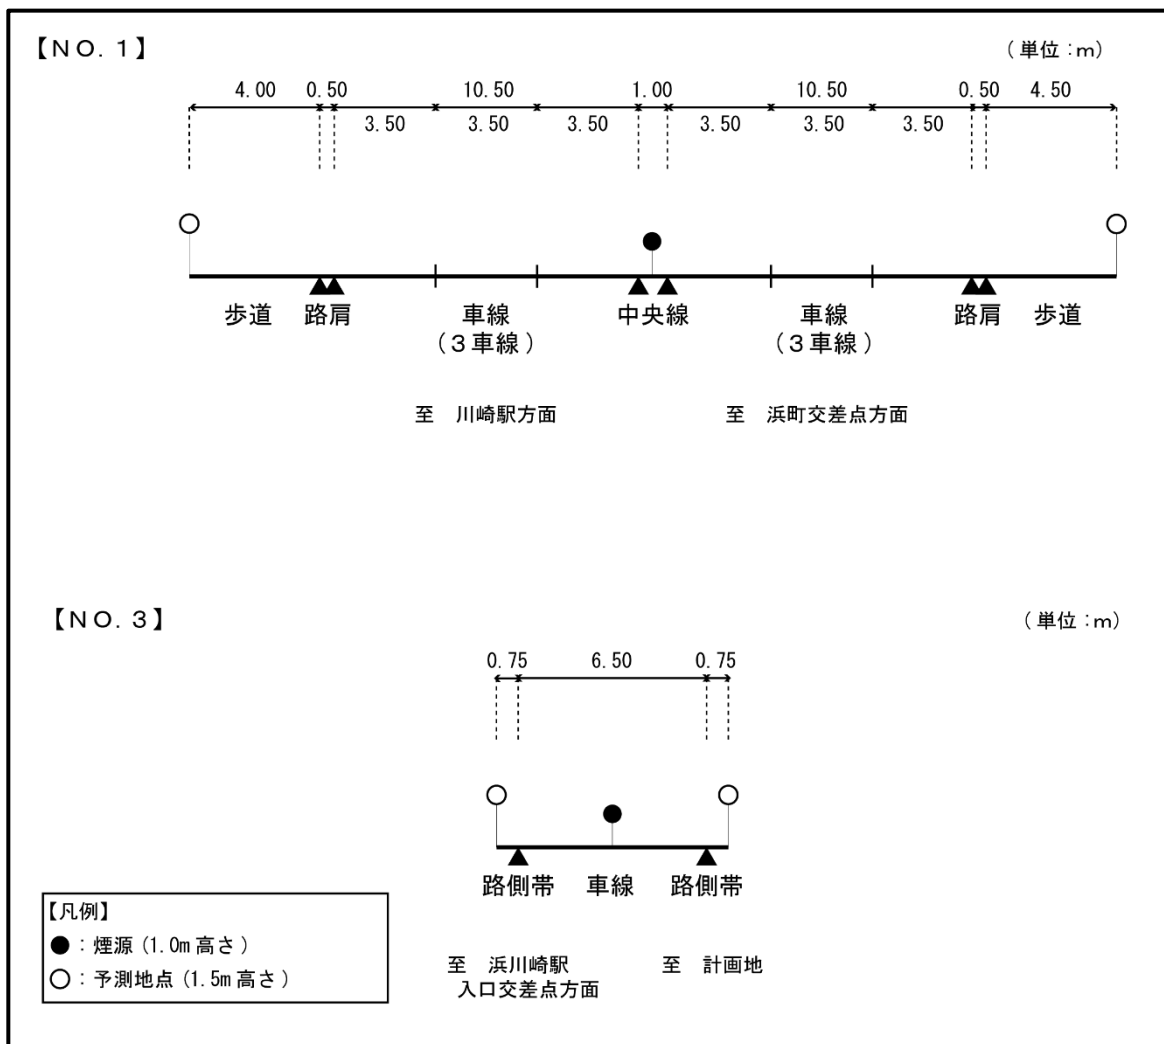 【NO. 1】
(単位:m)
4.00 0.50 10.50 1.00 10.50 0.50 4.50
3.50 3.50 3.50 3.50 3.50 3.50
歩道 路肩 車線 中央線 車線 路肩 歩道
(3車線) (3車線)
至 川崎駅方面 至 浜町交差点方面
【NO. 3】
(単位:m)
0.75 6.50 0.75
路側帯 車線 路側帯
至 浜川崎駅 至 計画地
入口交差点方面
【凡例】
●:煙源(1.0m高さ)
○:予測地点(1.5m高さ)